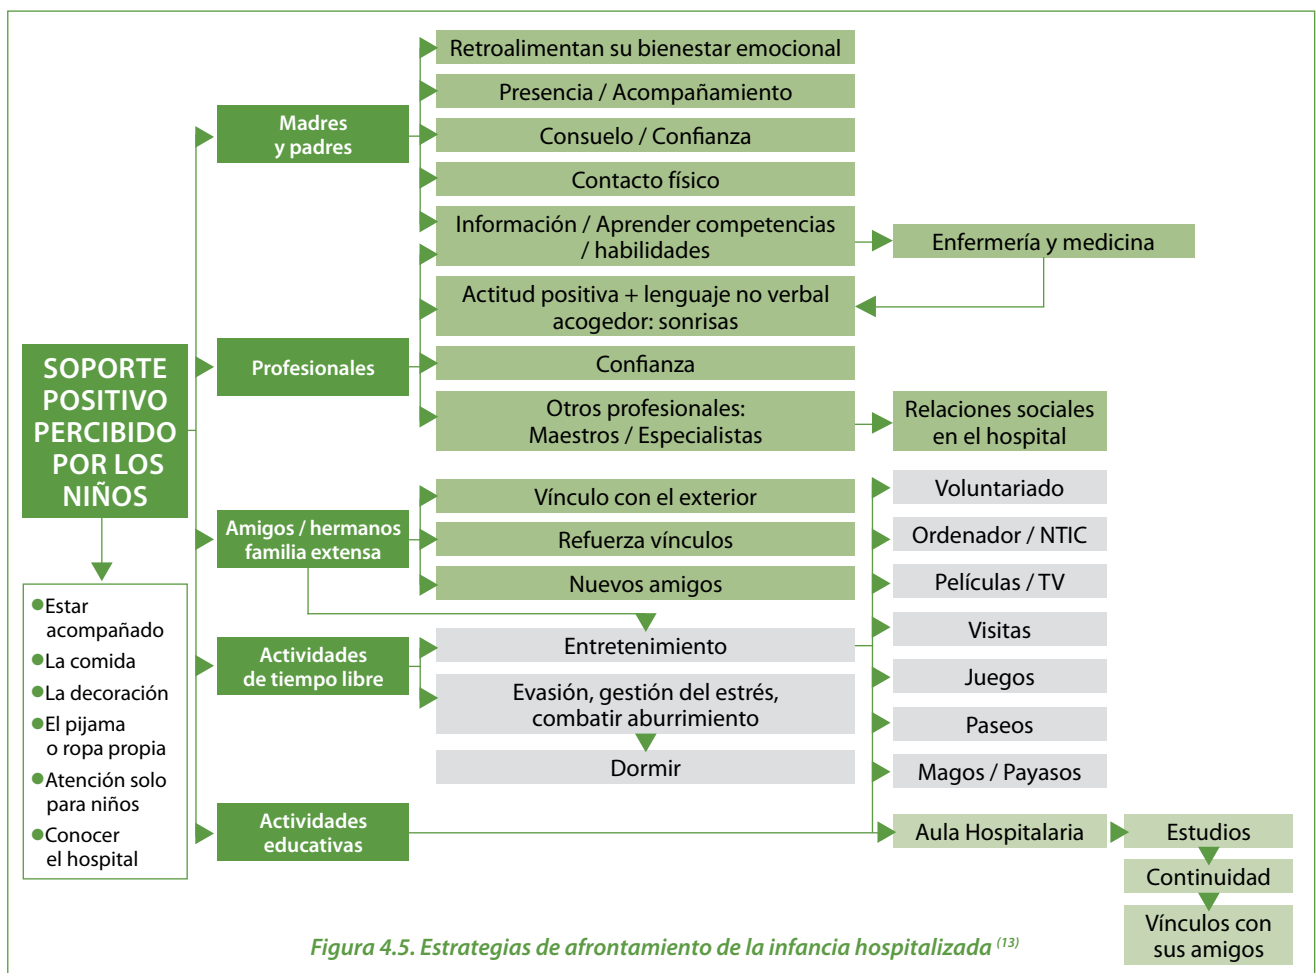 SOPORTE
POSITIVO
PERCIBIDO
POR LOS
NIÑOS
●Estar
acompañado
●La comida
●La decoración
●El pijama
o ropa propia
●Atención solo
para niños
●Conocer
el hospital
Madres
y padres
Retroalimentan su bienestar emocional
Presencia / Acompañamiento
Consuelo / Confianza
Contacto físico
Información / Aprender competencias
/ habilidades
Enfermería y medicina
Profesionales
Actitud positiva + lenguaje no verbal
acogedor: sonrisas
Confianza
Otros profesionales:
Maestros / Especialistas
Relaciones sociales
en el hospital
Amigos / hermanos
familia extensa
Vínculo con el exterior
Refuerza vínculos
Nuevos amigos
Actividades
de tiempo libre
Entretenimiento
Evasión, gestión del estrés,
combatir aburrimiento
Dormir
Voluntariado
Ordenador / NTIC
Películas / TV
Visitas
Juegos
Paseos
Magos / Payasos
Actividades
educativas
Aula Hospitalaria
Estudios
Continuidad
Vínculos con
sus amigos
Figura 4.5. Estrategias de afrontamiento de la infancia hospitalizada (13)